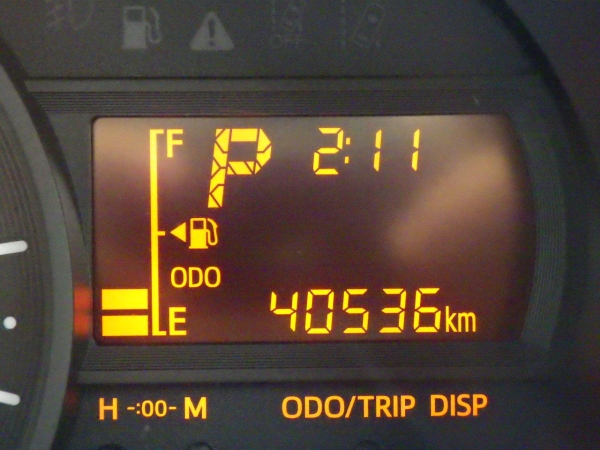 F P 2:11
ODO
E 40536km
H -:00- M ODO/TRIP DISP